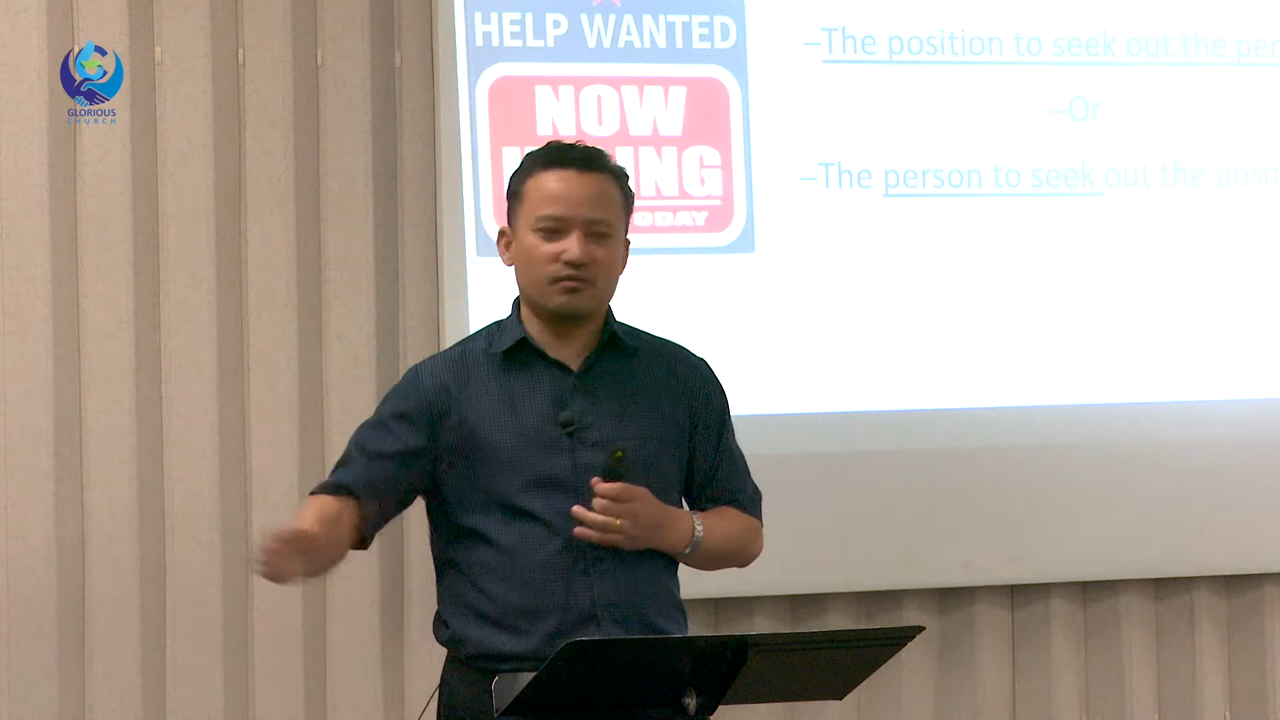 GLORIOUS
CHURCH
HELP WANTED
NOW
TODAY
–The position to seek out the
–Or
–The person to seek out the